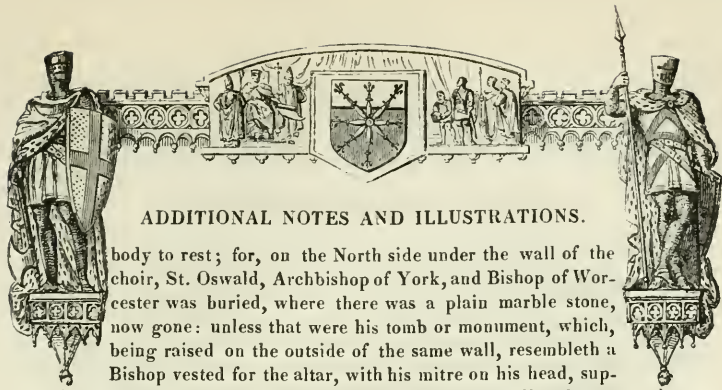 ADDITIONAL NOTES AND ILLUSTRATIONS.
body to rest; for, on the North side under the wall of the
choir, St. Oswald, Archbishop of York, and Bishop of Wor-
cester was buried, where there was a plain marble stone,
now gone: unless that were his tomb or monument, which,
being raised on the outside of the same wall, resembleth a
Bishop vested for the altar, with his mitre on his head, sup-